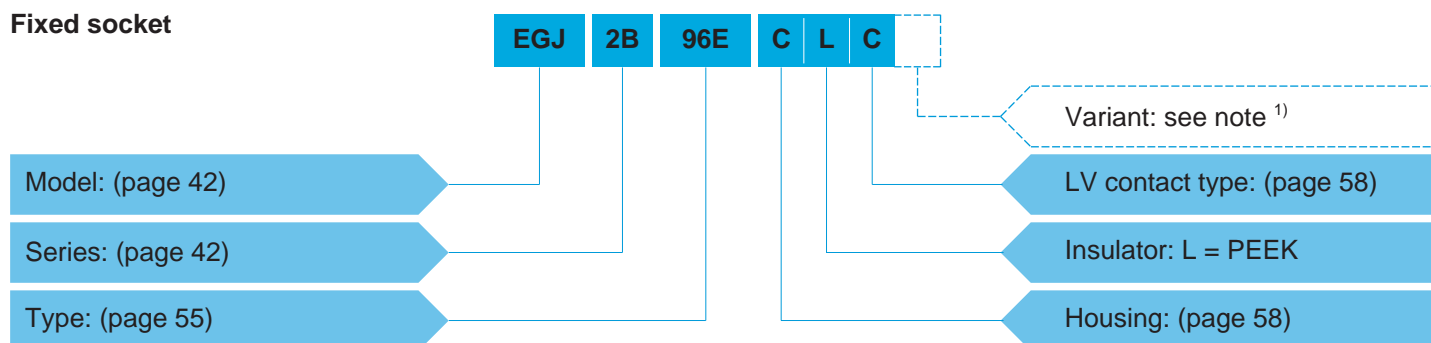 Fixed socket
EGJ 2B 96E C L C
Variant: see note 1)
Model: (page 42)
LV contact type: (page 58)
Series: (page 42)
Insulator: L = PEEK
Type: (page 55)
Housing: (page 58)